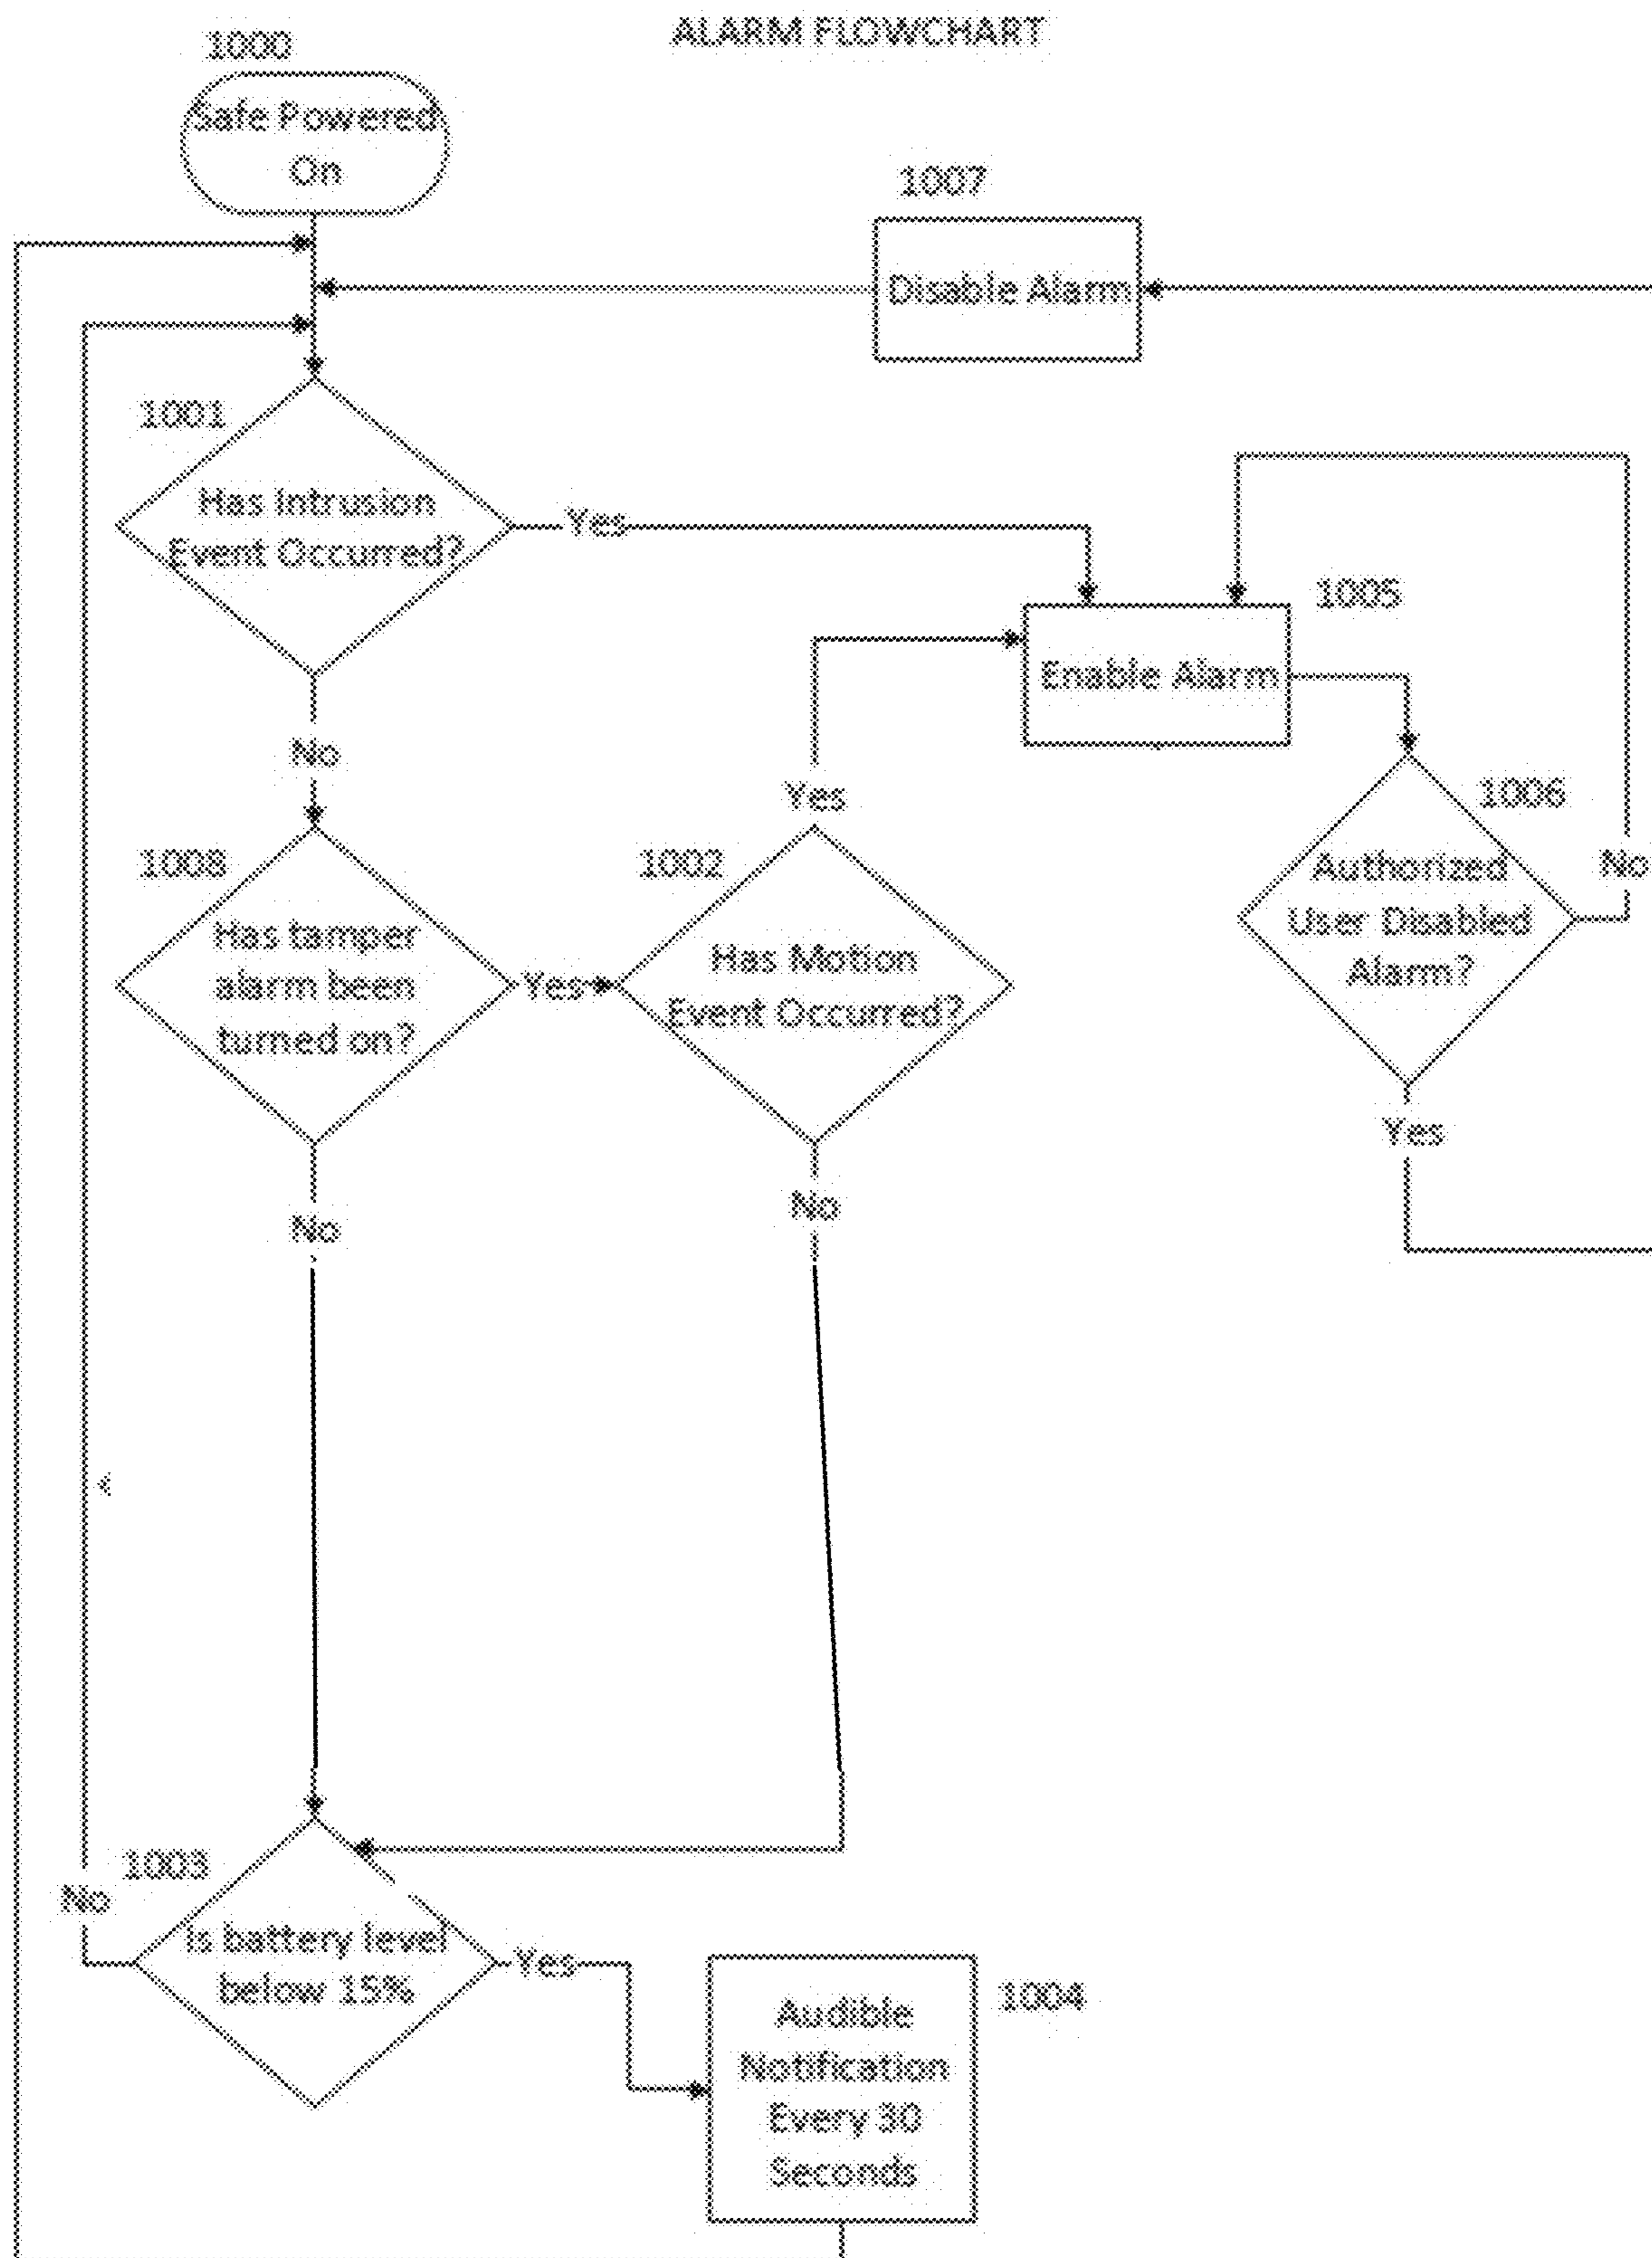 ALARM FLOWCHART
1000
Safe Powered
On
1007
Disable Alarm
1001
Has Intrusion
Event Occurred?
Yes
1005
Enable Alarm
No
Yes
1006
Authorized
User Disabled
Alarm?
No
1008
Has tamper
alarm been
turned on?
Yes
1002
Has Motion
Event Occurred?
Yes
No
No
1003
No
Is battery level
below 15%
Yes
1004
Audible
Notification
Every 30
Seconds